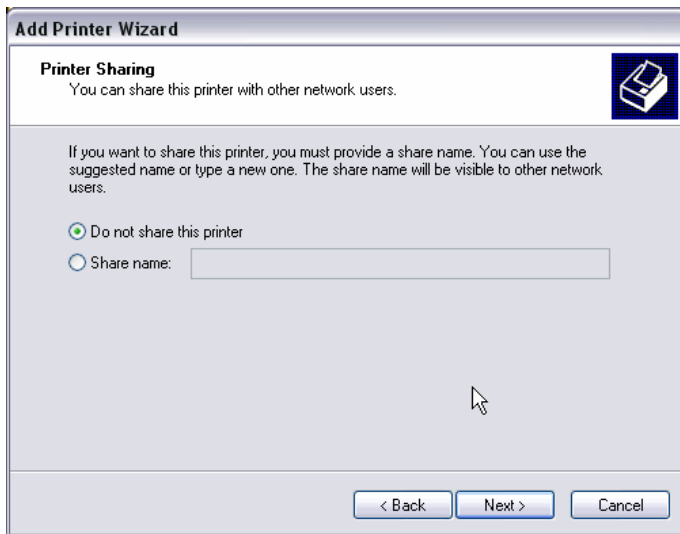 Add Printer Wizard
Printer Sharing
You can share this printer with other network users.
If you want to share this printer, you must provide a share name. You can use the
suggested name or type a new one. The share name will be visible to other network
users.
Do not share this printer
Share name:
< Back Next > Cancel